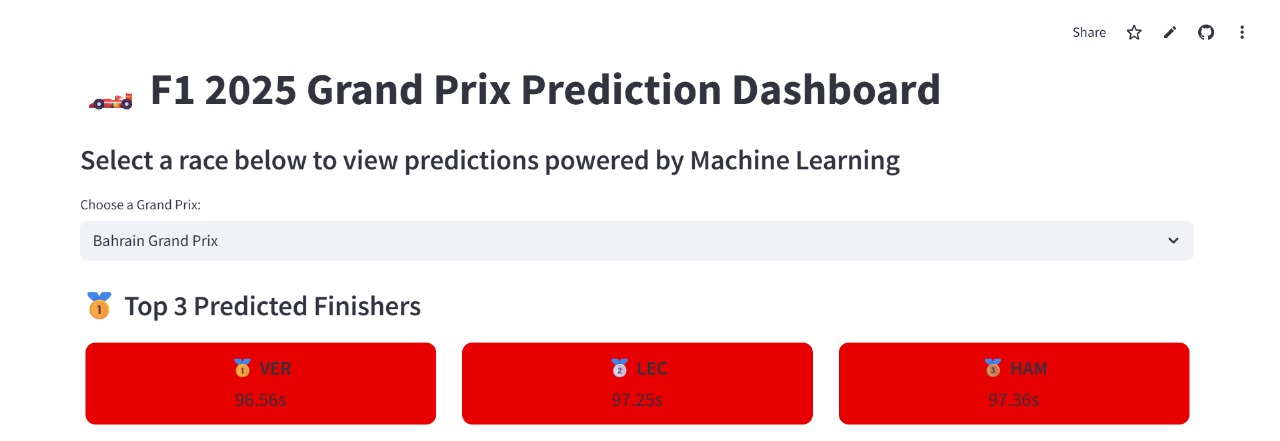 Share
F1 2025 Grand Prix Prediction Dashboard
Select a race below to view predictions powered by Machine Learning
Choose a Grand Prix:
Bahrain Grand Prix
🥇 Top 3 Predicted Finishers
🥇 VER
96.56s
🥈 LEC
97.25s
🥉 HAM
97.36s